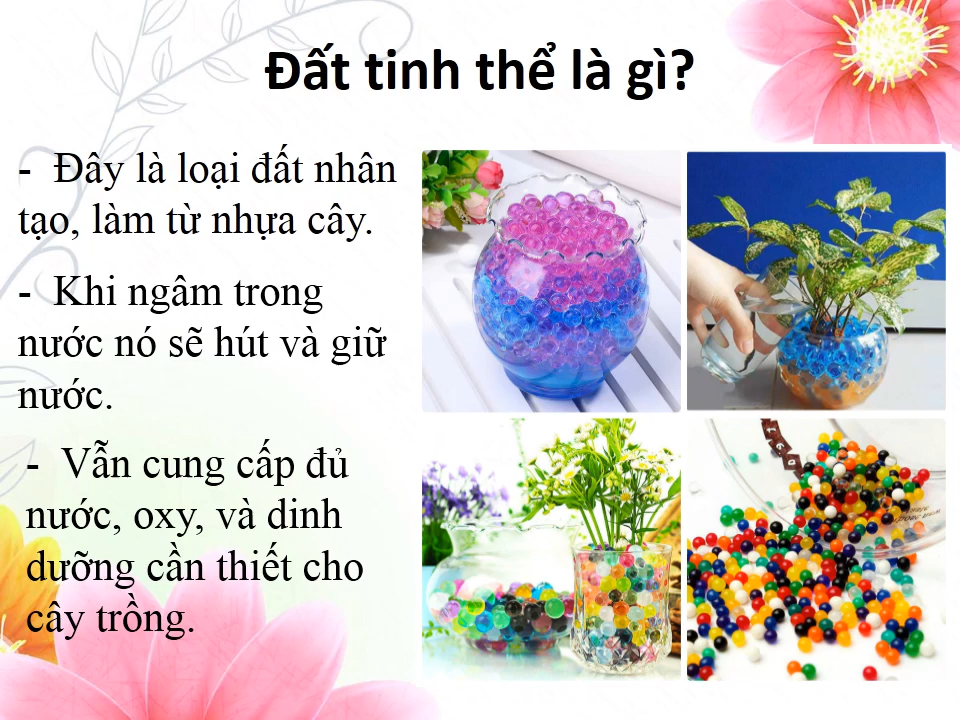 Đất tinh thể là gì?
- Đây là loại đất nhân
tạo, làm từ nhựa cây.
- Khi ngâm trong
nước nó sẽ hút và giữ
nước.
- Vẫn cung cấp đủ
nước, oxy, và dinh
dưỡng cần thiết cho
cây trồng.